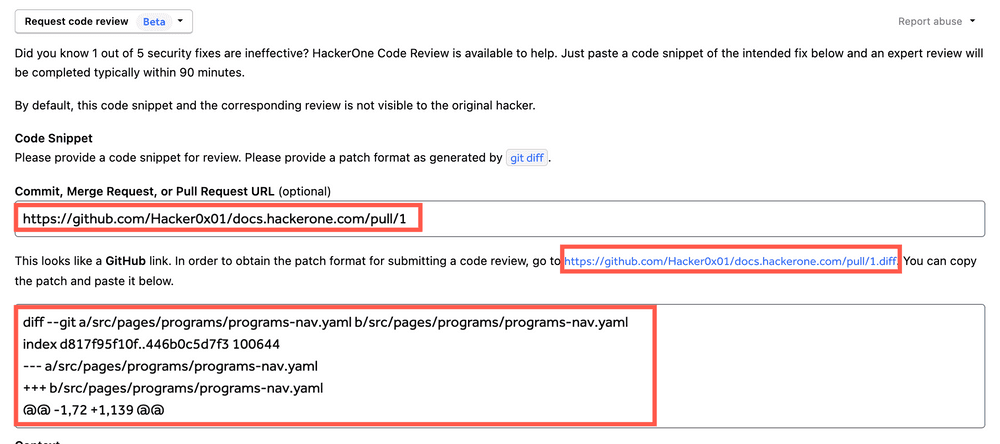 Request code review Beta
Report abuse
Did you know 1 out of 5 security fixes are ineffective? HackerOne Code Review is available to help. Just paste a code snippet of the intended fix below and an expert review will
be completed typically within 90 minutes.
By default, this code snippet and the corresponding review is not visible to the original hacker.
Code Snippet
Please provide a code snippet for review. Please provide a patch format as generated by git diff.
Commit, Merge Request, or Pull Request URL (optional)
https://github.com/Hacker0x01/docs.hackerone.com/pull/1
This looks like a GitHub link. In order to obtain the patch format for submitting a code review, go to https://github.com/Hacker0x01/docs.hackerone.com/pull/1.diff. You can copy
the patch and paste it below.
diff --git a/src/pages/programs/programs-nav.yaml b/src/pages/programs/programs-nav.yaml
index d817f95f10f..446b0c5d7f3 100644
--- a/src/pages/programs/programs-nav.yaml
+++ b/src/pages/programs/programs-nav.yaml
@@ -1,72 +1,139 @@